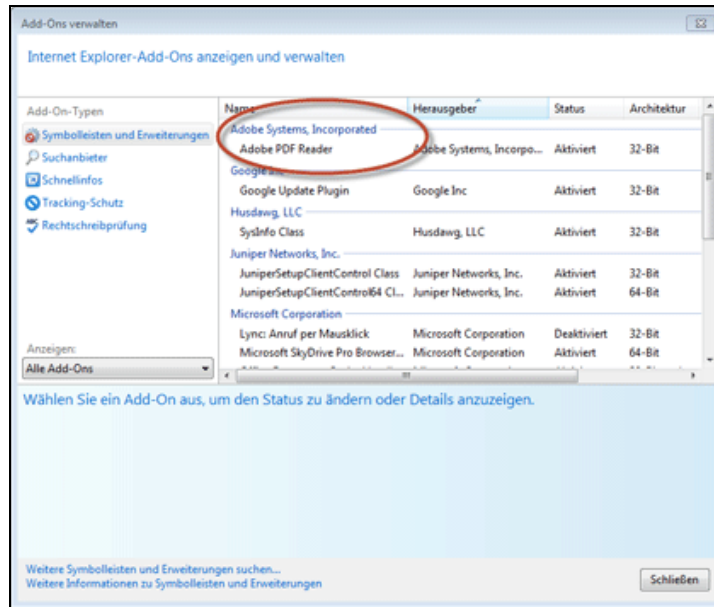 Add-Ons verwalten
Internet Explorer-Add-Ons anzeigen und verwalten
Add-On-Typen
Symbolleisten und Erweiterungen
Suchanbieter
Schnellinfos
Tracking-Schutz
Rechtschreibprüfung
Anzeigen:
Alle Add-Ons
Name Herausgeber Status Architektur
Adobe Systems, Incorporated
Adobe PDF Reader Adobe Systems, Incorpo... Aktiviert 32-Bit
Google
Google Update Plugin Google Inc Aktiviert 32-Bit
Husdawg, LLC
SysInfo Class Husdawg, LLC Aktiviert 32-Bit
Juniper Networks, Inc.
JuniperSetupClientControl Class Juniper Networks, Inc. Aktiviert 32-Bit
JuniperSetupClientControl64 Cl... Juniper Networks, Inc. Aktiviert 64-Bit
Microsoft Corporation
Lync: Anruf per Mausklick Microsoft Corporation Deaktiviert 32-Bit
Microsoft SkyDrive Pro Browser... Microsoft Corporation Aktiviert 64-Bit
Wählen Sie ein Add-On aus, um den Status zu ändern oder Details anzuzeigen.
Weitere Symbolleisten und Erweiterungen suchen...
Weitere Informationen zu Symbolleisten und Erweiterungen
Schließen